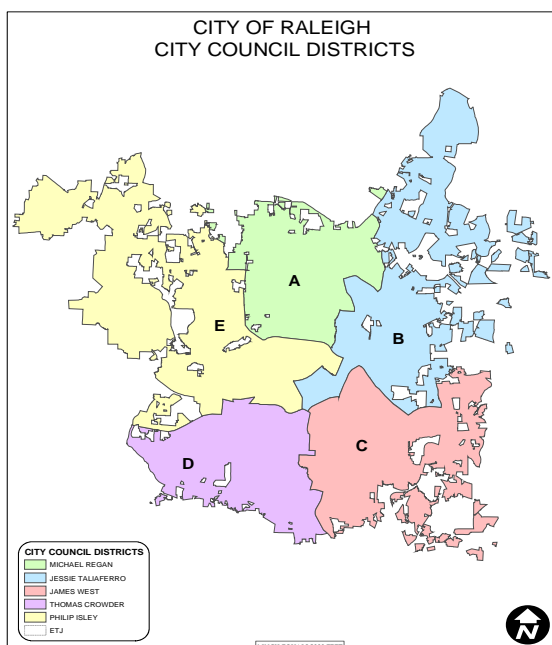 CITY OF RALEIGH
CITY COUNCIL DISTRICTS
A
E
B
C
D
CITY COUNCIL DISTRICTS
MICHAEL REGAN
JESSIE TALIAFERRO
JAMES WEST
THOMAS CROWDER
PHILIP ISLEY
ETJ
N